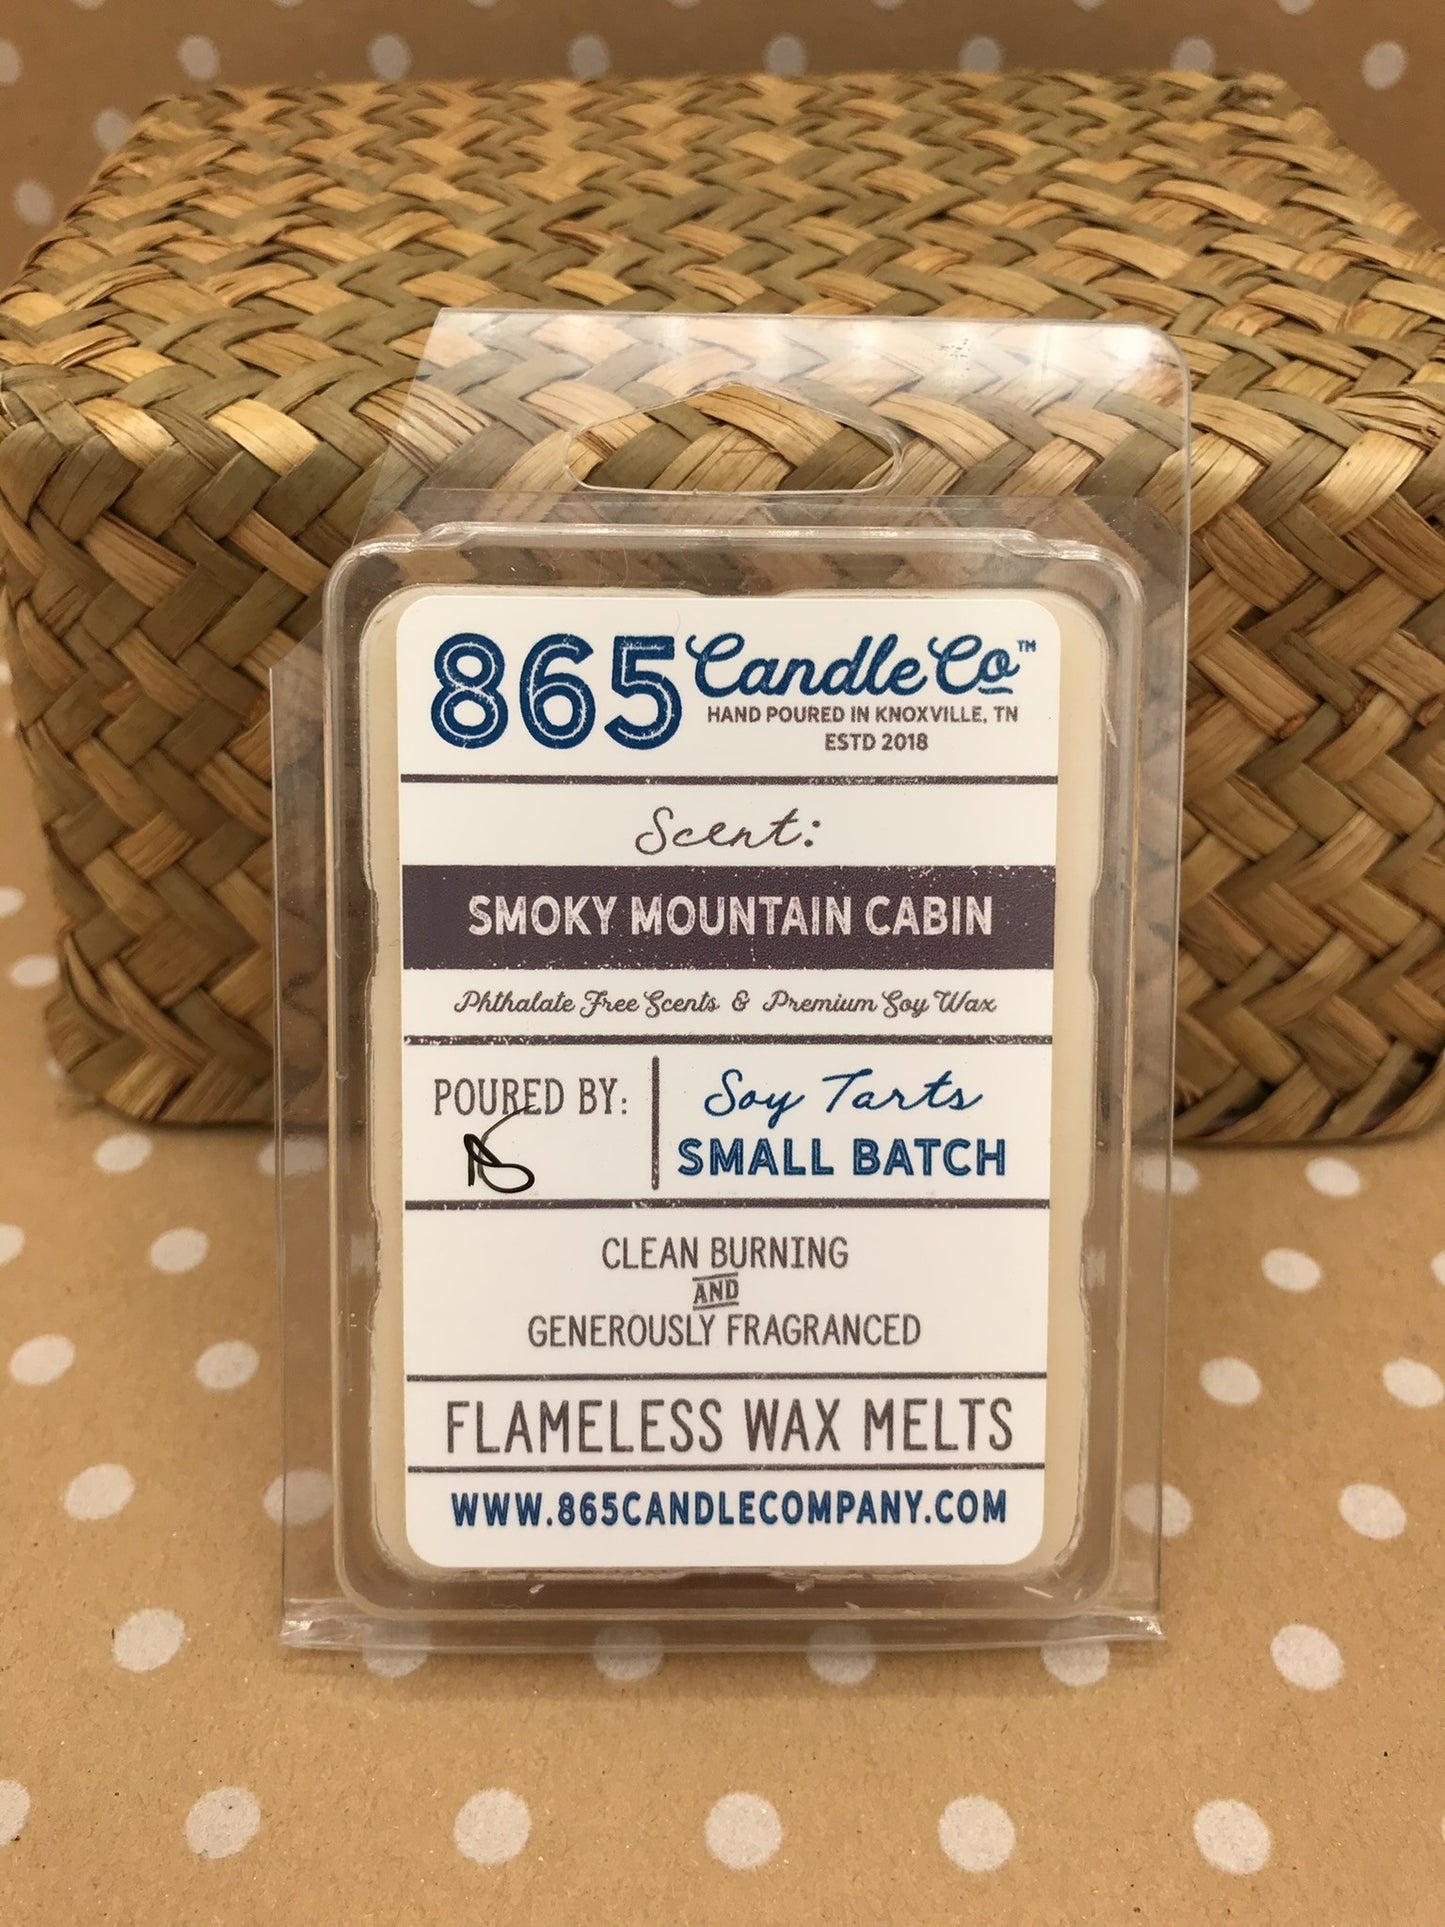 865 Candle Co™
HAND POURED IN KNOXVILLE, TN
ESTD 2018
Scent:
SMOKY MOUNTAIN CABIN
Phthalate Free Scents & Premium Soy Wax
POURED BY:
Soy Tarts
SMALL BATCH
CLEAN BURNING
AND
GENEROUSLY FRAGRANCED
FLAMELESS WAX MELTS
WWW.865CANDLECOMPANY.COM